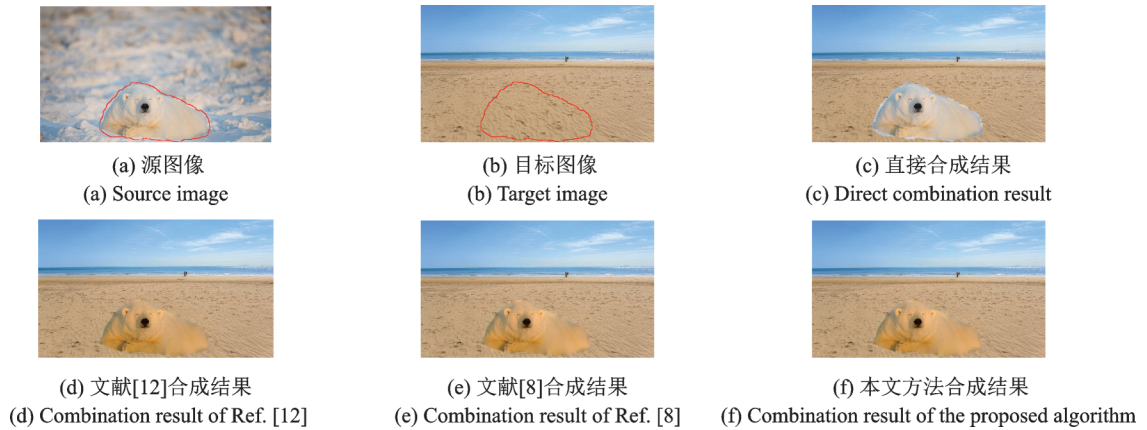 (a) 源图像
(a) Source image
(b) 目标图像
(b) Target image
(c) 直接合成结果
(c) Direct combination result
(d) 文献[12]合成结果
(d) Combination result of Ref. [12]
(e) 文献[8]合成结果
(e) Combination result of Ref. [8]
(f) 本文方法合成结果
(f) Combination result of the proposed algorithm